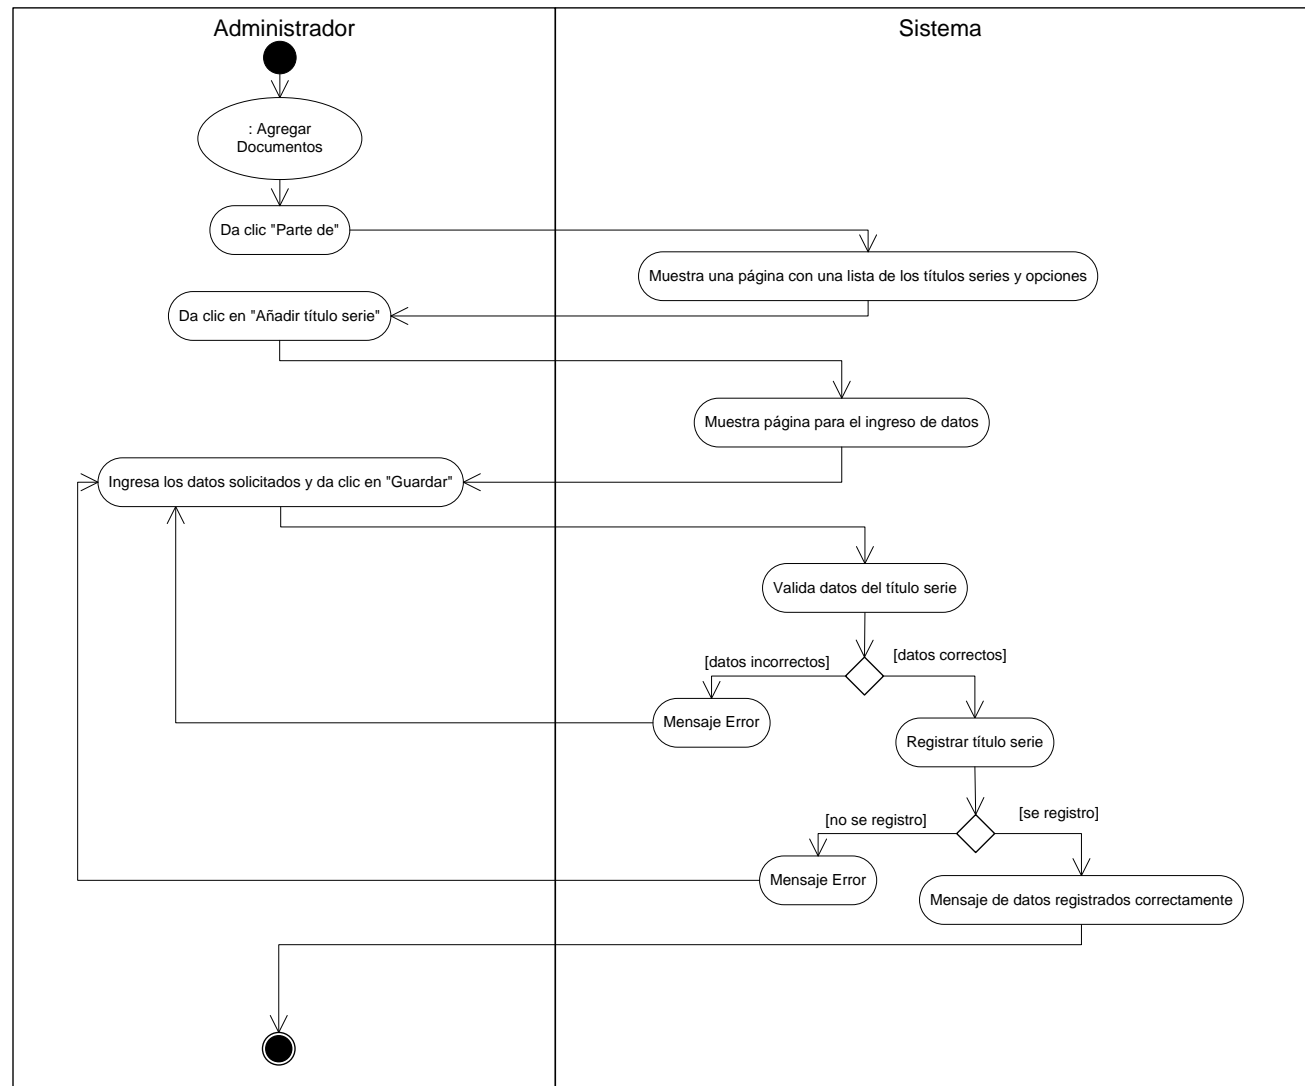 Administrador
Sistema
: Agregar
Documentos
Da clic "Parte de"
Muestra una página con una lista de los títulos series y opciones
Da clic en "Añadir título serie"
Muestra página para el ingreso de datos
Ingresa los datos solicitados y da clic en "Guardar"
Valida datos del título serie
[datos incorrectos]
[datos correctos]
Mensaje Error
Registrar título serie
[no se registro]
[se registro]
Mensaje Error
Mensaje de datos registrados correctamente